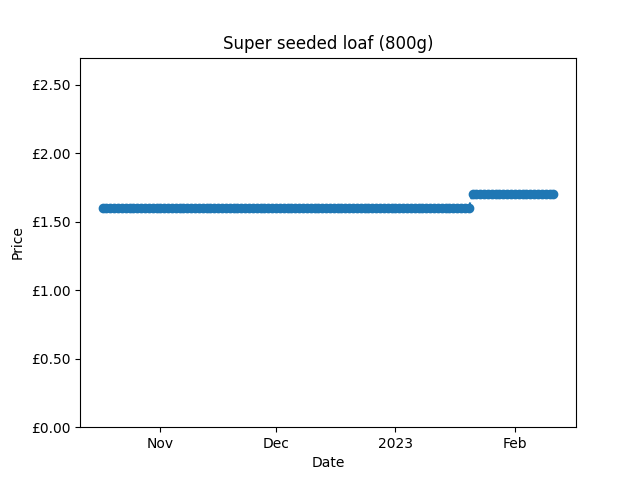 Super seeded loaf (800g)
£2.50
£2.00
£1.50
£1.00
£0.50
£0.00
Price
Nov Dec 2023 Feb
Date